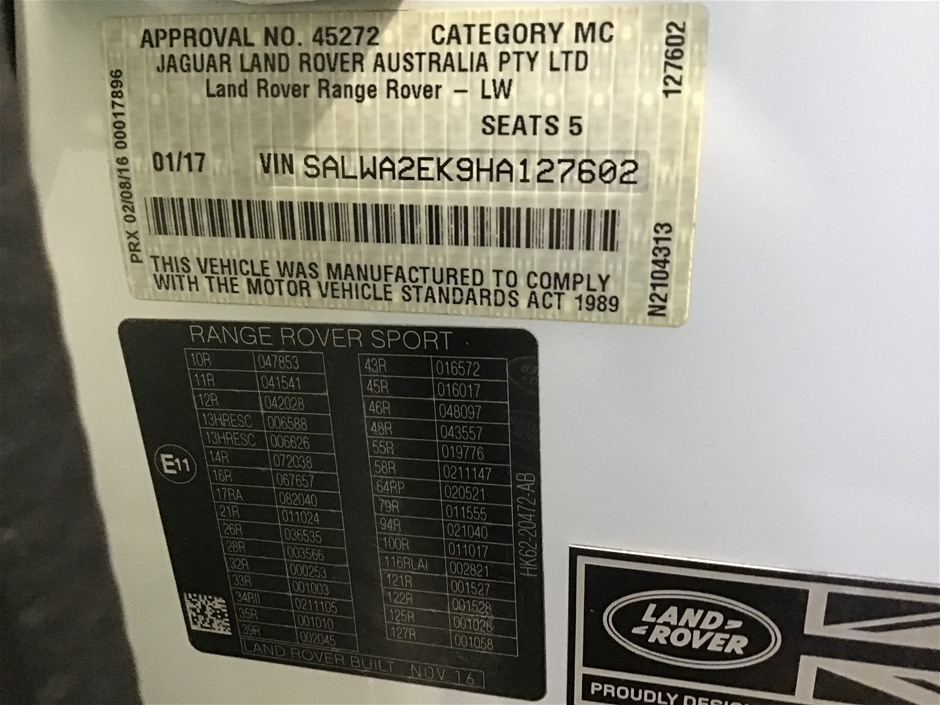 APPROVAL NO. 45272 CATEGORY MC
JAGUAR LAND ROVER AUSTRALIA PTY LTD
Land Rover Range Rover – LW
SEATS 5
01/17 VIN SALWA2EK9HA127602
THIS VEHICLE WAS MANUFACTURED TO COMPLY
WITH THE MOTOR VEHICLE STANDARDS ACT 1989
PRX 02/08/16 00017896
127602
N2104313
RANGE ROVER SPORT
10R 047853
11R 041541
12R 042028
13HRESC 006588
13HRESC 006626
14R 072038
16R 067657
17RA 082040
21R 011024
26R 036535
28R 003566
32R 000253
33R 001003
34RII 0211105
35R 001010
39R 002045
43R 016572
45R 016017
46R 048097
48R 043557
55R 019776
58R 0211147
64RP 020521
79R 011555
94R 021040
100R 011017
116RLAI 002821
121R 001527
122R 001528
125R 001026
127R 001058
E11
HK62-20472-AB
LAND ROVER BUILT NOV 16
LAND
ROVER
PROUDLY